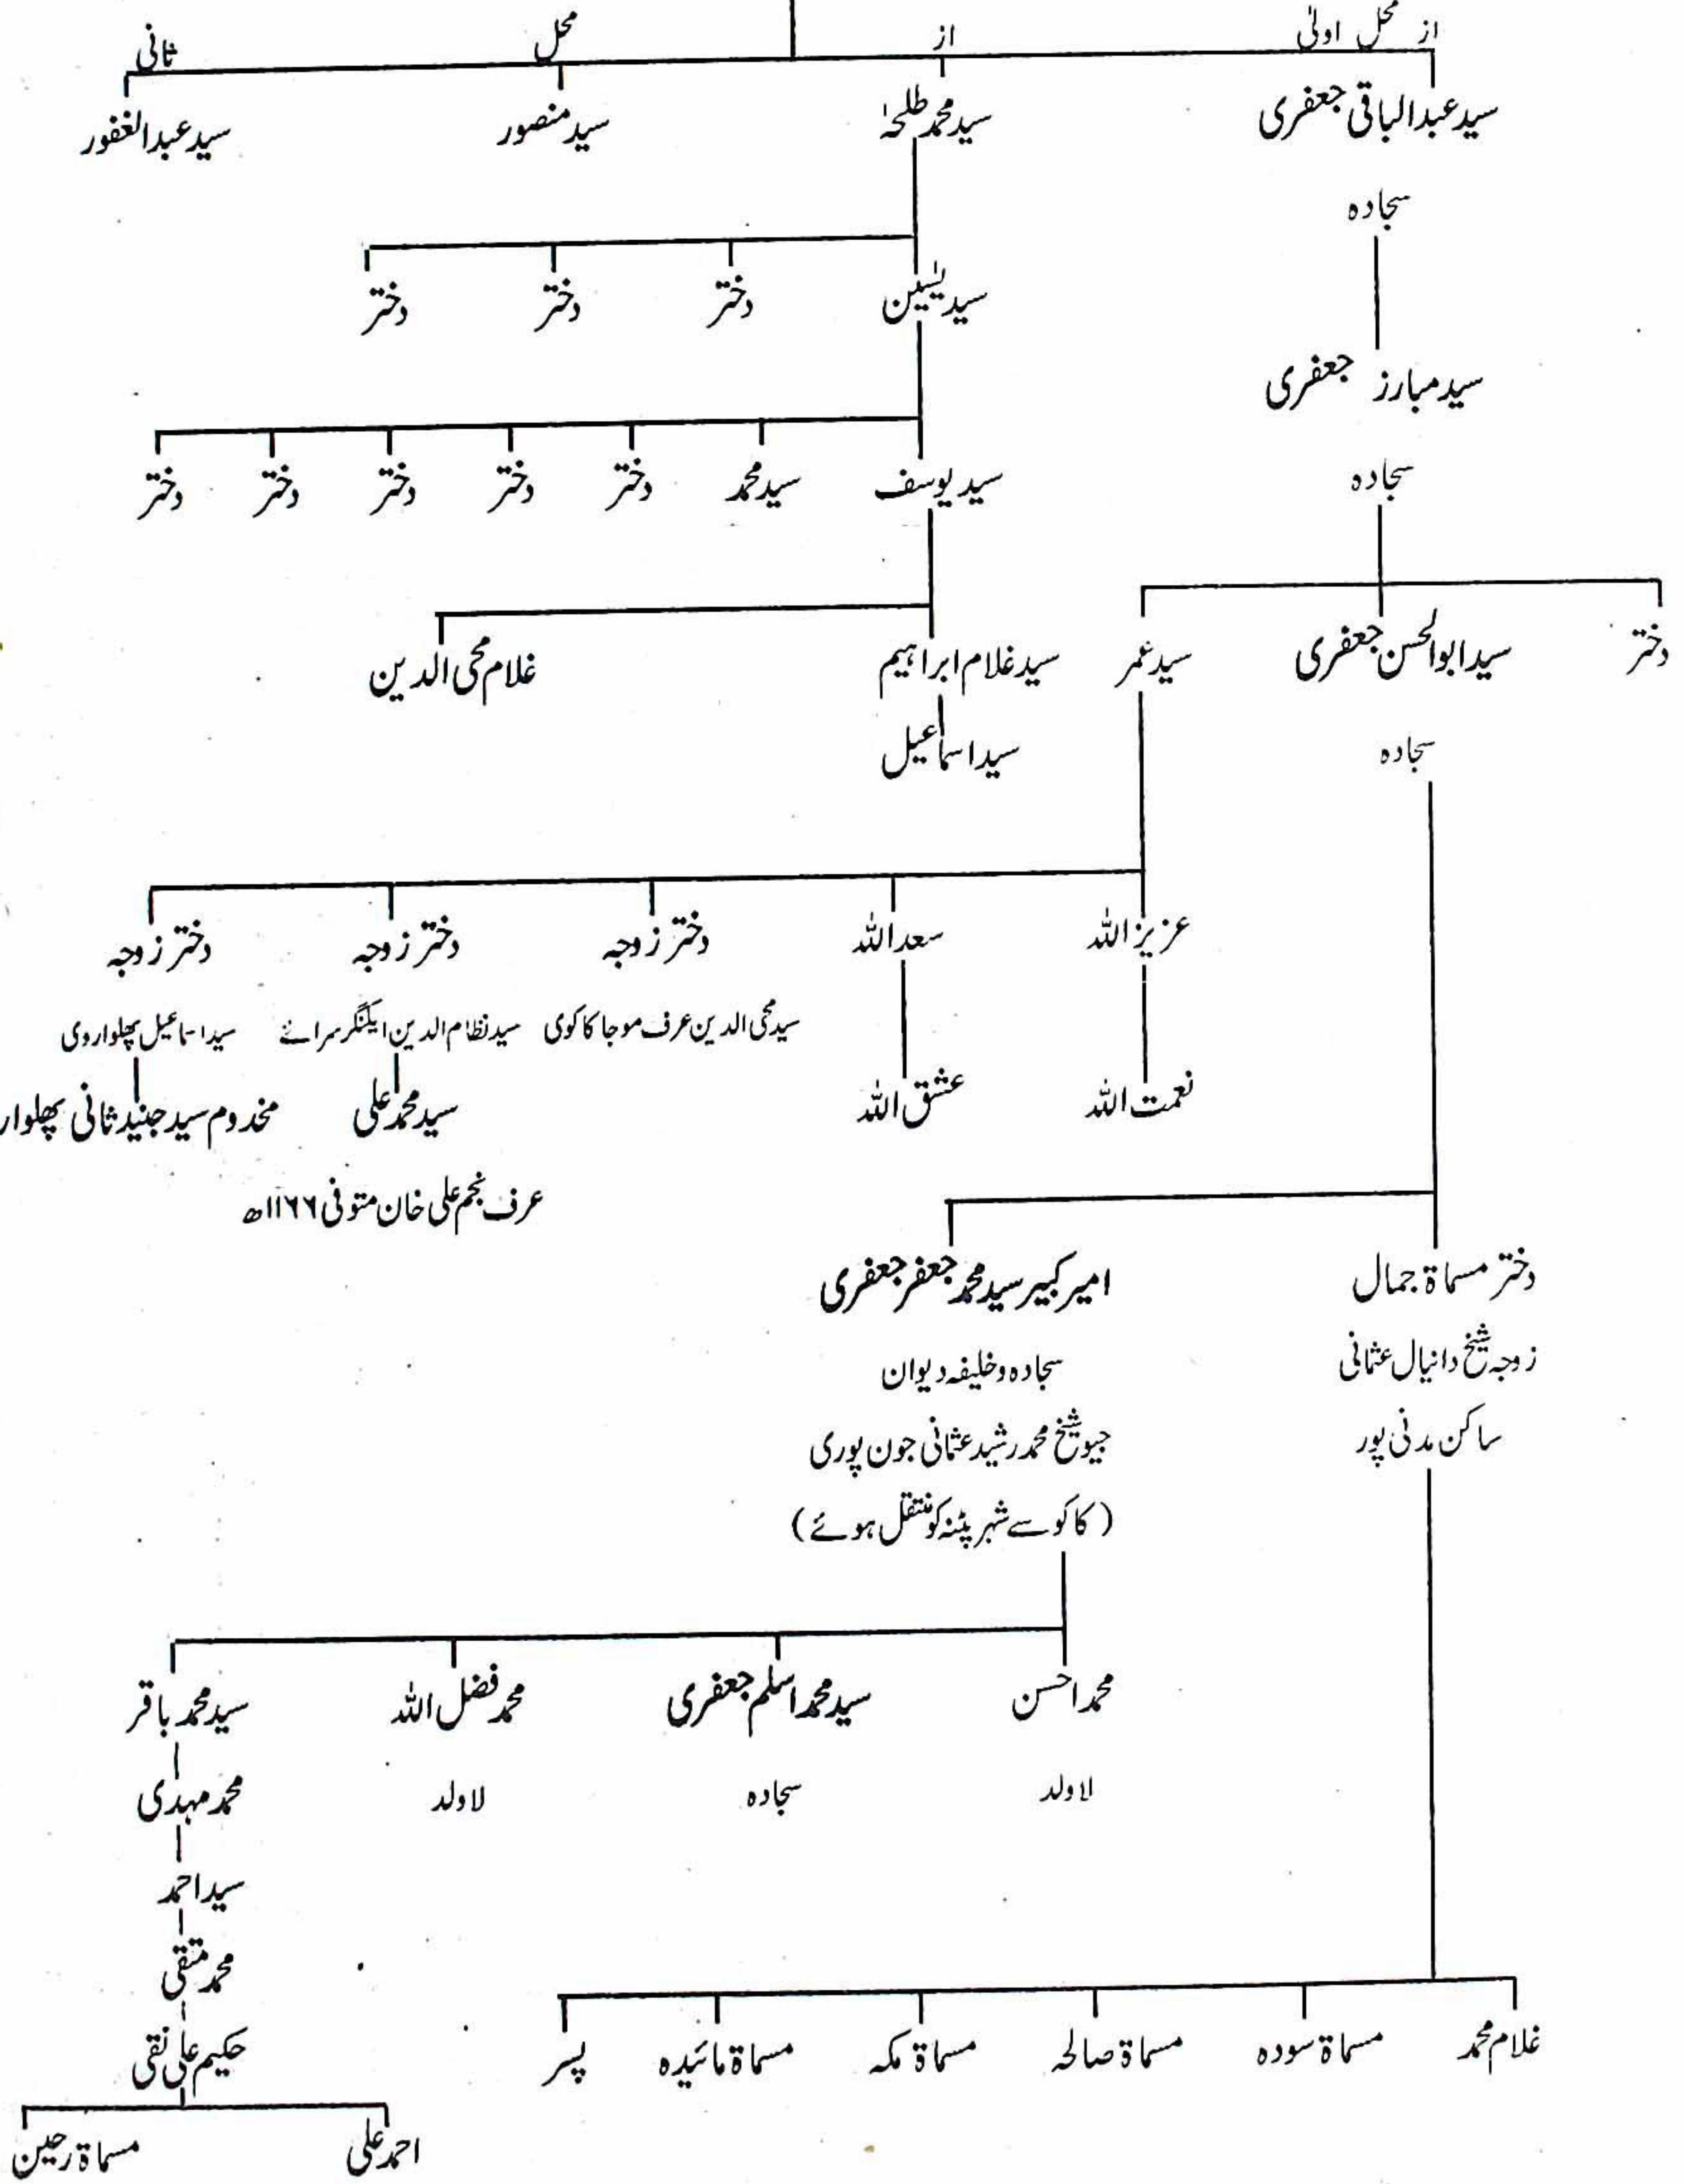 از محل اولیٰ از محل ثانی
سید عبدالباقی جعفری سید محمد طلحہٰ سید منصور سید عبدالغفور
سجادہ
سید یٰسین دختر دختر دختر
سید مبارز جعفری
سجادہ سید یوسف سید محمد دختر دختر دختر دختر دختر
دختر سید ابوالحسن جعفری سید عمر سید غلام ابراہیم غلام محی الدین
سجادہ سید اسماعیل
عزیز اللہ سعد اللہ دختر زوجہ دختر زوجہ دختر زوجہ
سید محی الدین عرف موجا کاکوی سید نظام الدین ایکنگر سرائے سید اسماعیل پھلواروی
نعمت اللہ عشق اللہ سید محمد علی مخدوم سید جنید ثانی پھلوار
عرف نجم علی خان متوفی ۱۱۶۶ھ
دختر مسماۃ جمال امیر کبیر سید محمد جعفر جعفری
زوجہ شیخ دانیال عثمانی سجادہ و خلیفہ دیوان
ساکن مدنی پور جیو شیخ محمد رشید عثمانی جون پوری
(کاکو سے شہر پٹنہ کو منتقل ہوئے)
محمد احسن سید محمد اسلم جعفری محمد فضل اللہ سید محمد باقر
لاولد سجادہ لاولد محمد مہدی
سید احمد
محمد متقی
غلام محمد مسماۃ سودہ مسماۃ صالحہ مسماۃ مکہ مسماۃ مائیدہ پسر حکیم علی نقی
احمد علی مسماۃ رحین